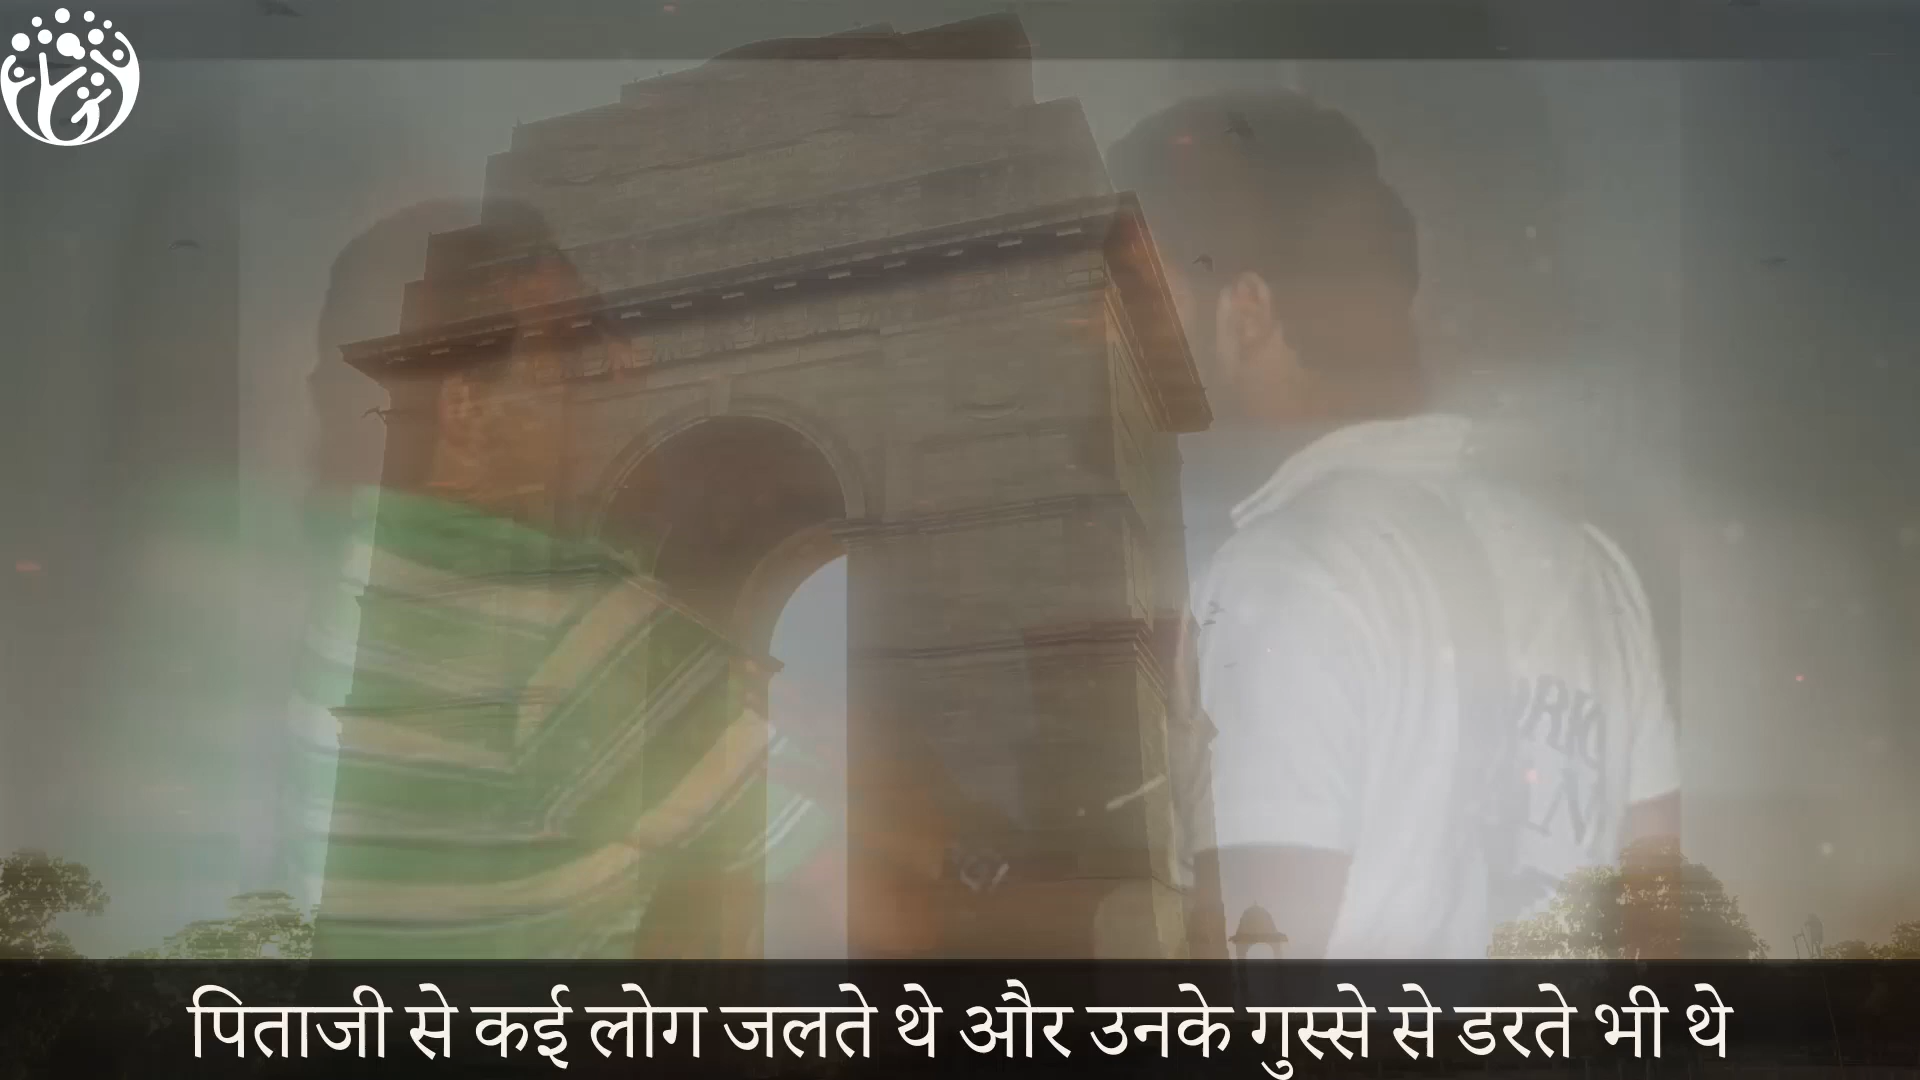 पिताजी से कई लोग जलते थे और उनके गुस्से से डरते भी थे